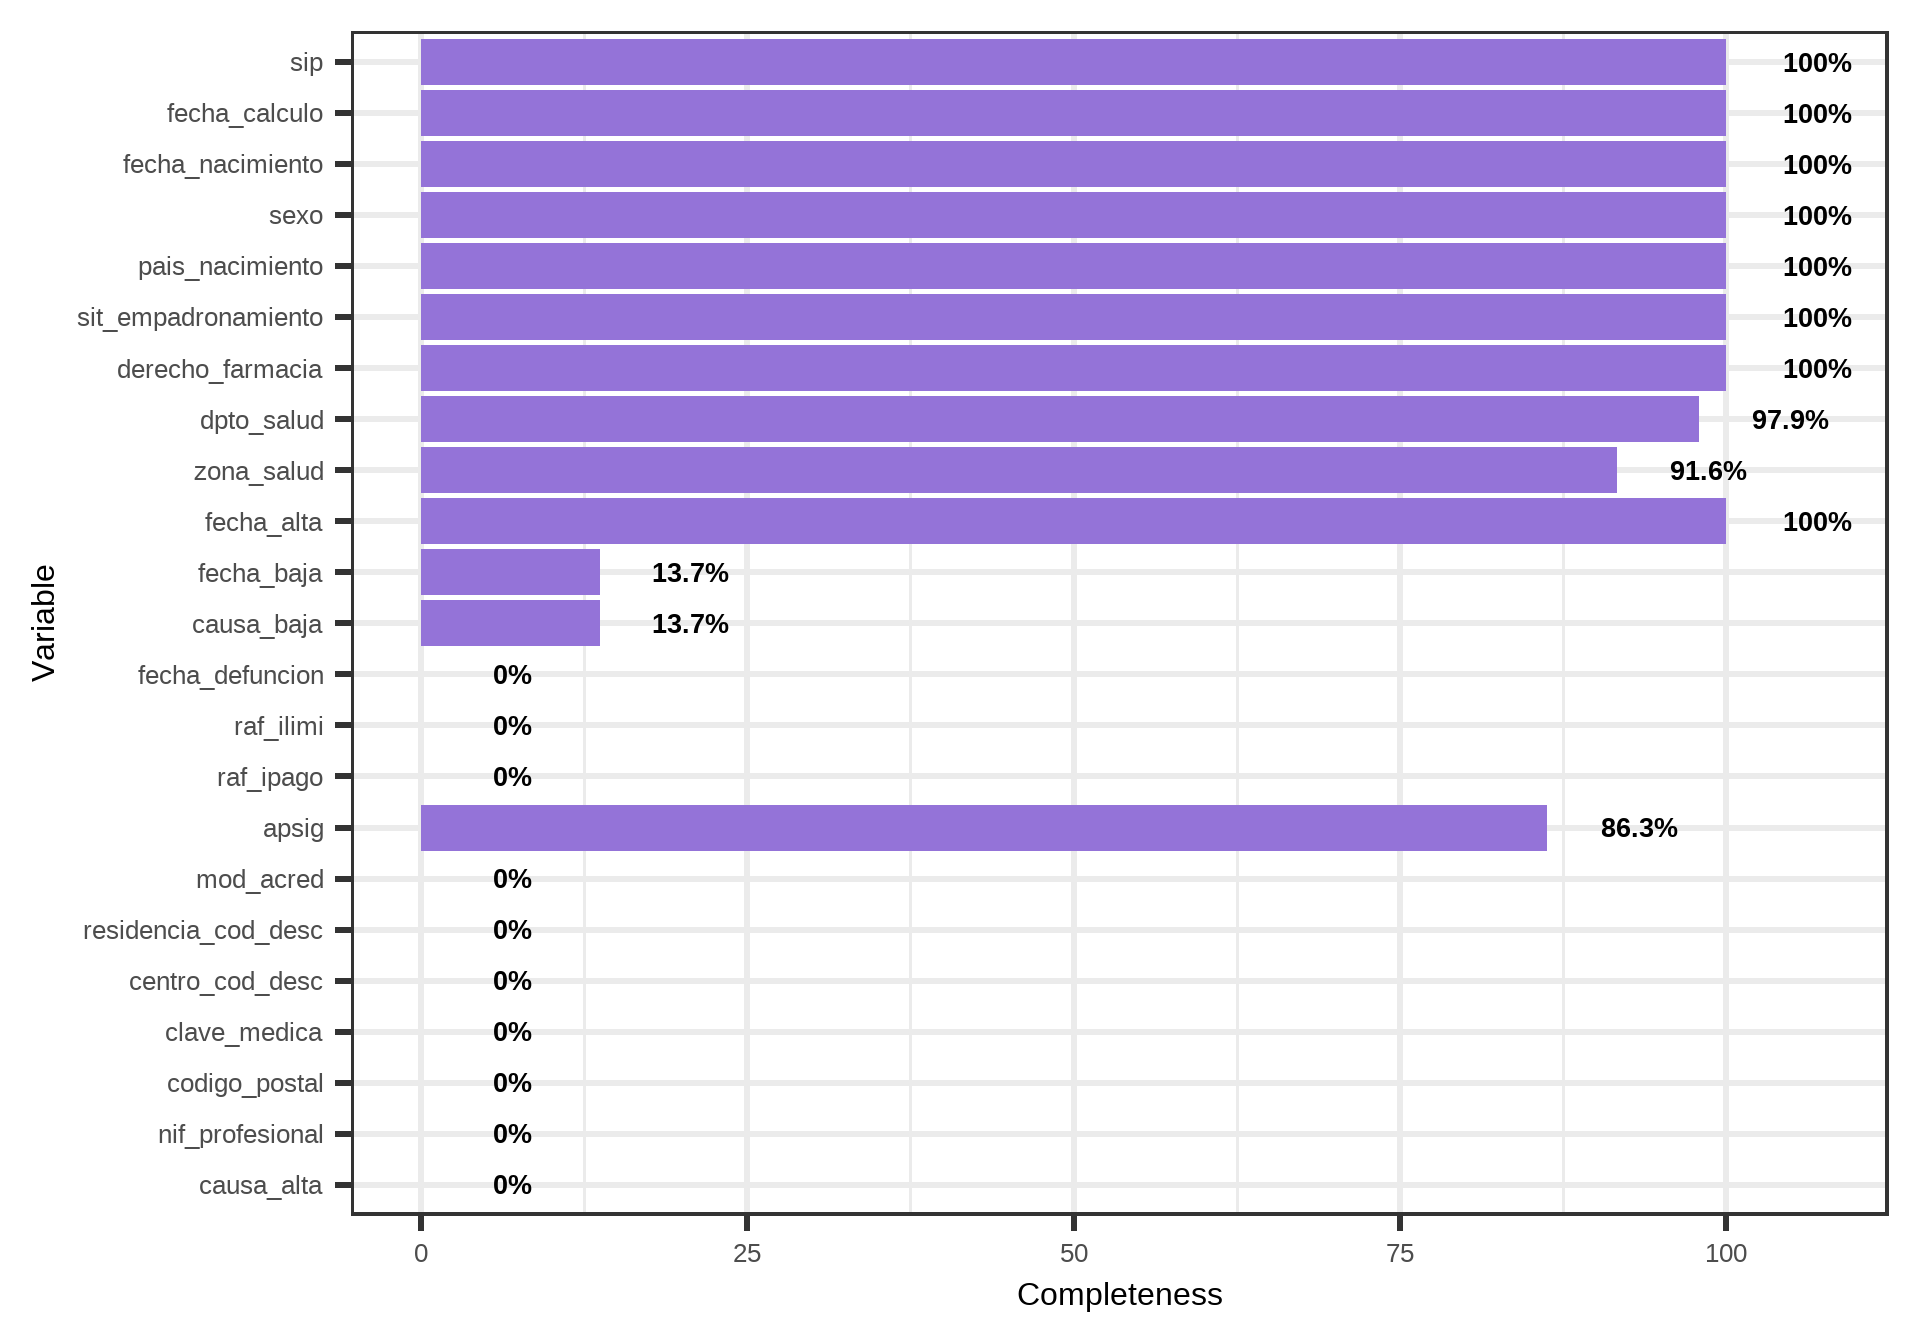 Variable
sip 100%
fecha_calculo 100%
fecha_nacimiento 100%
sexo 100%
pais_nacimiento 100%
sit_empadronamiento 100%
derecho_farmacia 100%
dpto_salud 97.9%
zona_salud 91.6%
fecha_alta 100%
fecha_baja 13.7%
causa_baja 13.7%
fecha_defuncion 0%
raf_ilimi 0%
raf_ipago 0%
apsig 86.3%
mod_acred 0%
residencia_cod_desc 0%
centro_cod_desc 0%
clave_medica 0%
codigo_postal 0%
nif_profesional 0%
causa_alta 0%
0 25 50 75 100
Completeness